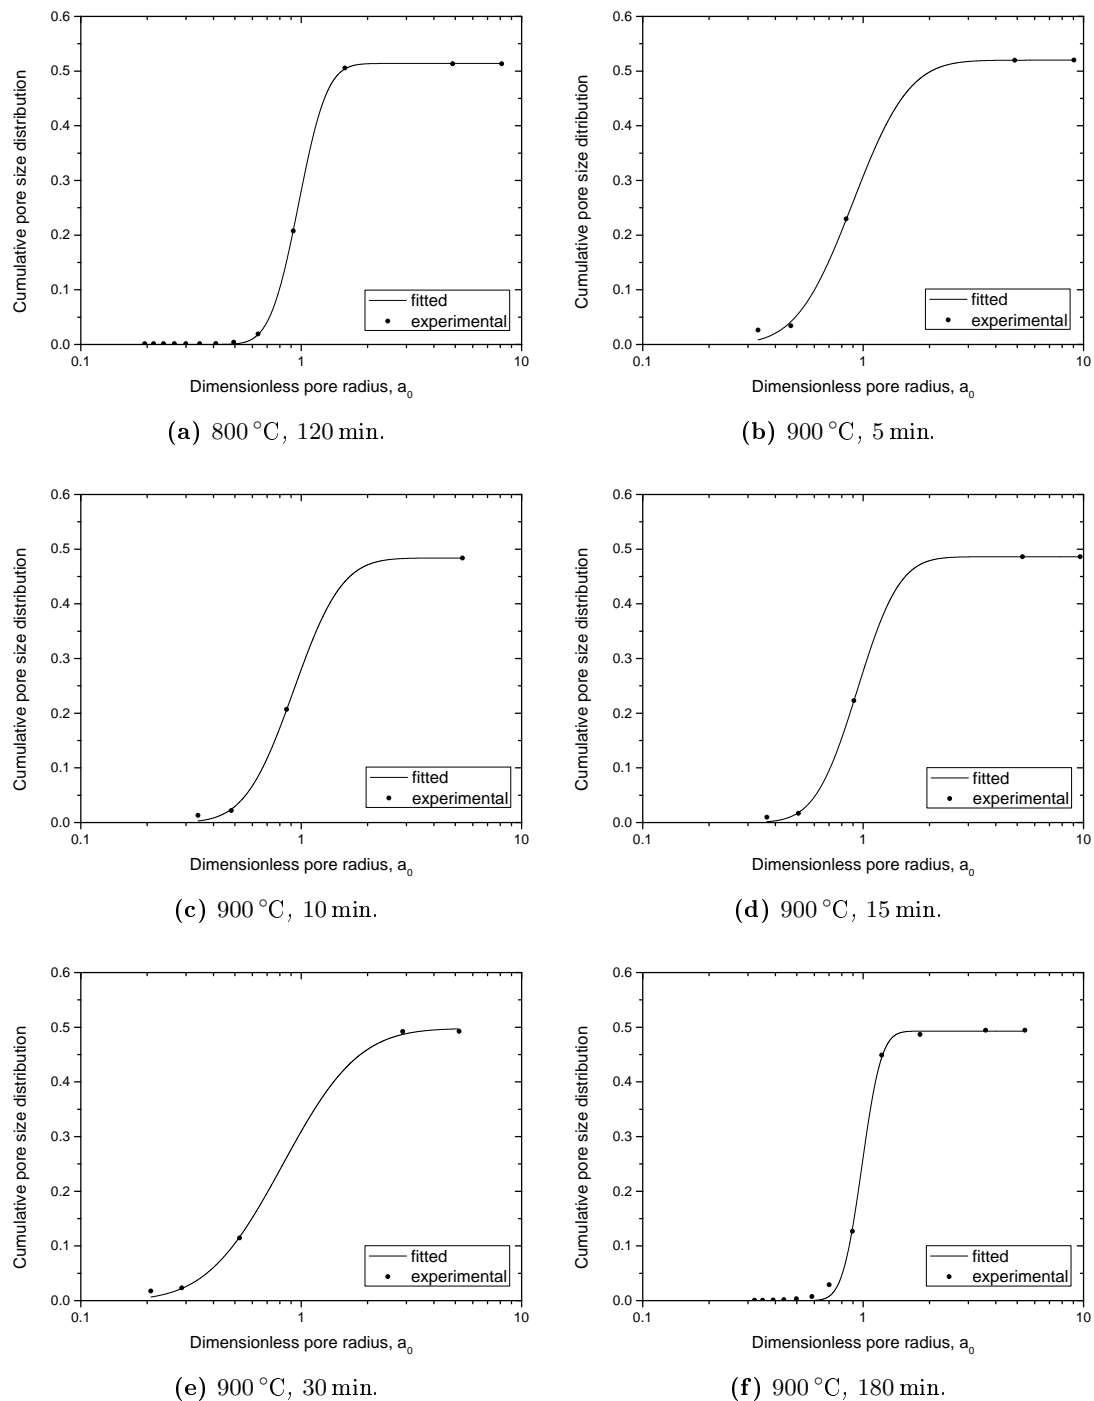 0.6
0.5
0.4
0.3
0.2
0.1
0.0
0.1 1 10
Cumulative pore size distribution
Dimensionless pore radius, a₀
fitted
experimental
(a) 800 °C, 120 min.
0.6
0.5
0.4
0.3
0.2
0.1
0.0
0.1 1 10
Cumulative pore size ditribution
Dimensionless pore radius, a₀
fitted
experimental
(b) 900 °C, 5 min.
0.6
0.5
0.4
0.3
0.2
0.1
0.0
0.1 1 10
Cumulative pore size distribution
Dimensionless pore radius, a₀
fitted
experimental
(c) 900 °C, 10 min.
0.6
0.5
0.4
0.3
0.2
0.1
0.0
0.1 1 10
Cumulative pore size distribution
Dimensionless pore radius, a₀
fitted
experimental
(d) 900 °C, 15 min.
0.6
0.5
0.4
0.3
0.2
0.1
0.0
0.1 1 10
Cumulative pore size distribution
Dimensionless pore radius, a₀
fitted
experimental
(e) 900 °C, 30 min.
0.6
0.5
0.4
0.3
0.2
0.1
0.0
0.1 1 10
Cumulative pore size distribution
Dimensionless pore radius, a₀
fitted
experimental
(f) 900 °C, 180 min.